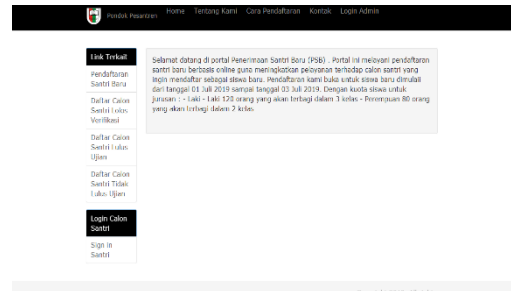 Pondok Pesantren Home Tentang Kami Cara Pendaftaran Kontak Login Admin
Link Terkait
Pendaftaran
Santri Baru
Daftar Calon
Santri Lolos
Verifikasi
Daftar Calon
Santri Lulus
Ujian
Daftar Calon
Santri Tidak
Lulus Ujian
Login Calon
Santri
Sign In
Santri
Selamat datang di portal Penerimaan Santri Baru (PSB) . Portal ini melayani pendaftaran
santri baru berbasis online guna meningkatkan pelayanan terhadap calon santri yang
ingin mendaftar sebagai siswa baru. Pendaftaran kami buka untuk siswa baru dimulai
dari tanggal 01 Juli 2019 sampai tanggal 03 Juli 2019. Dengan kuota siswa untuk
jurusan : - Laki - Laki 120 orang yang akan terbagi dalam 3 kelas - Perempuan 80 orang
yang akan terbagi dalam 2 kelas